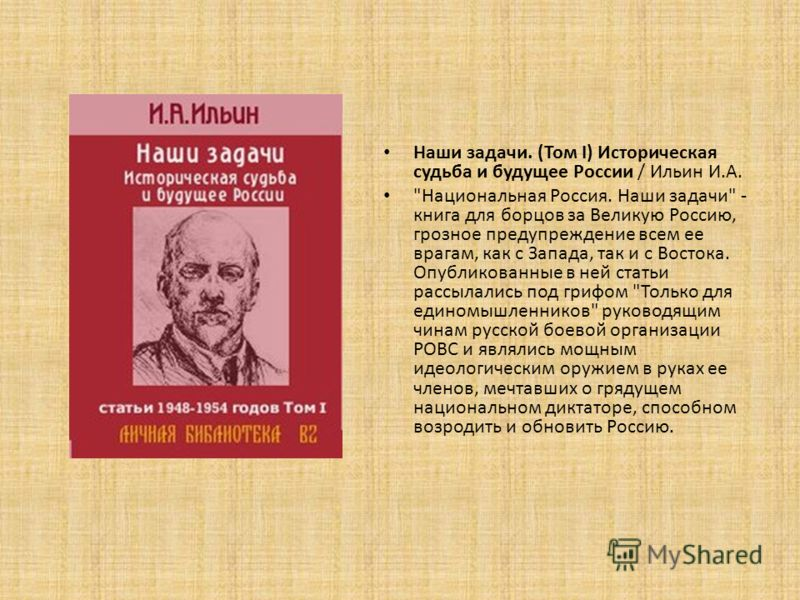 И.А.Ильин
Наши задачи
Историческая судьба
и будущее России
статьи 1948-1954 годов Том I
ЛИЧНАЯ БИБЛИОТЕКА В2
• Наши задачи. (Том I) Историческая
судьба и будущее России / Ильин И.А.
• "Национальная Россия. Наши задачи" -
книга для борцов за Великую Россию,
грозное предупреждение всем ее
врагам, как с Запада, так и с Востока.
Опубликованные в ней статьи
рассылались под грифом "Только для
единомышленников" руководящим
чинам русской боевой организации
РОВС и являлись мощным
идеологическим оружием в руках ее
членов, мечтавших о грядущем
национальном диктаторе, способном
возродить и обновить Россию.
MyShared